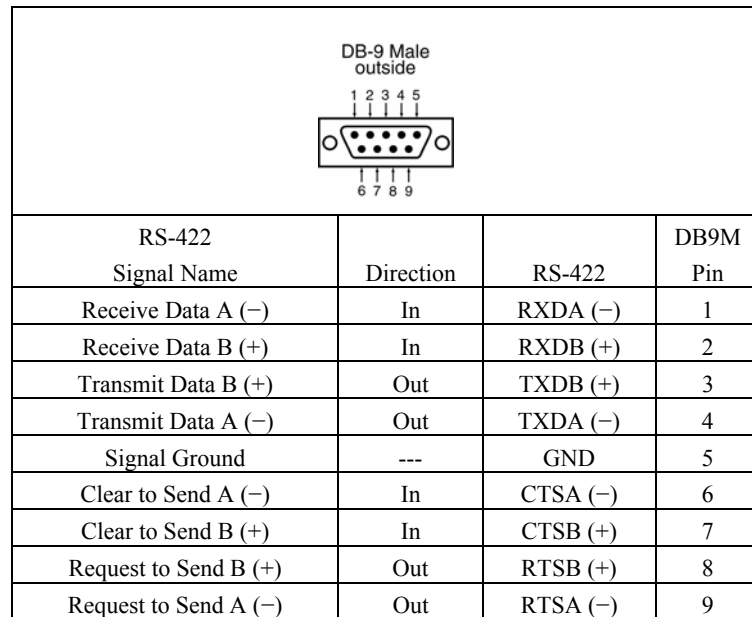 DB-9 Male
outside
1 2 3 4 5
6 7 8 9
RS-422 DB9M
Signal Name Direction RS-422 Pin
Receive Data A (−) In RXDA (−) 1
Receive Data B (+) In RXDB (+) 2
Transmit Data B (+) Out TXDB (+) 3
Transmit Data A (−) Out TXDA (−) 4
Signal Ground --- GND 5
Clear to Send A (−) In CTSA (−) 6
Clear to Send B (+) In CTSB (+) 7
Request to Send B (+) Out RTSB (+) 8
Request to Send A (−) Out RTSA (−) 9